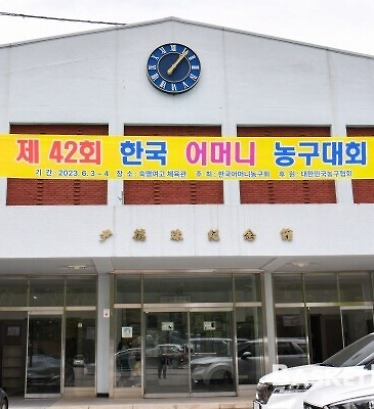 제 42회 한국 어머니 농구대회
기 간 : 2023. 6. 3 - 4 장 소 : 숙명여고 체육관 주 최 : 한국어머니농구회 후 원 : 대한민국농구협회